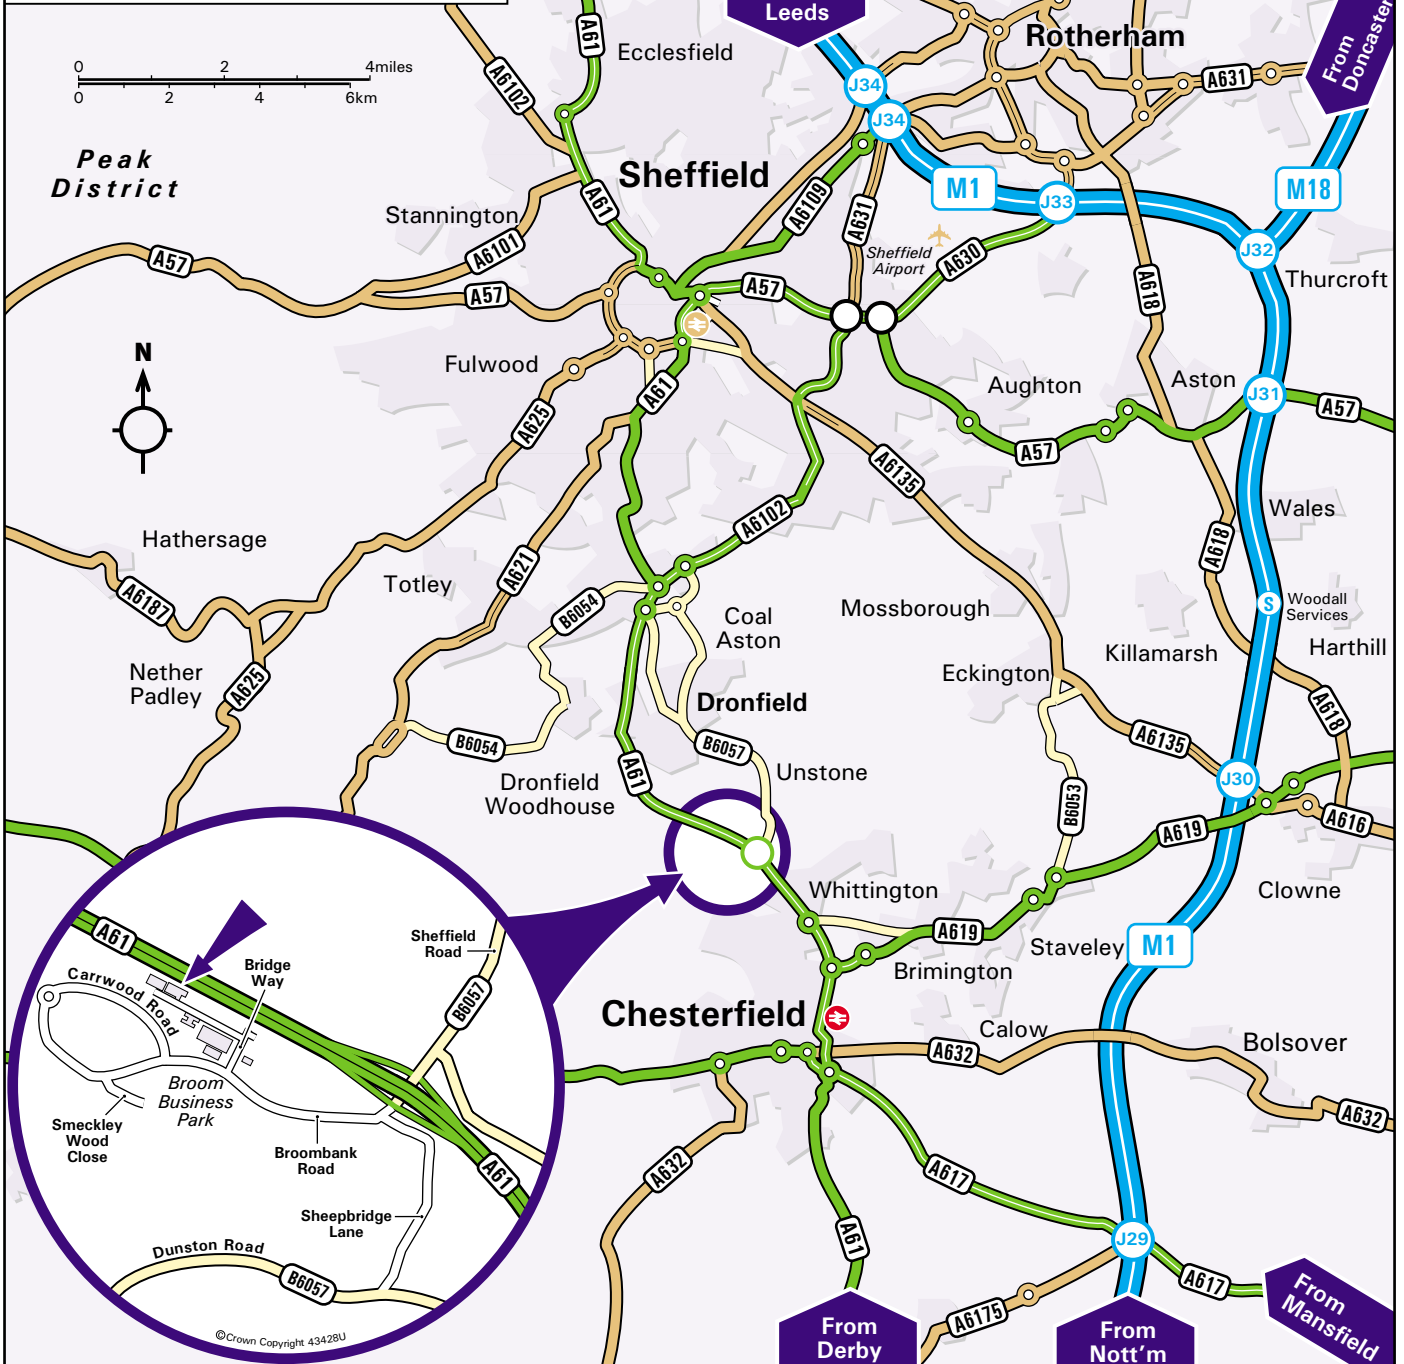 Leeds
Rotherham
From
Doncaster
A61
Ecclesfield
A6102
A631
J34
J34
0 2 4miles
0 2 4 6km
Peak
District
Sheffield
M1
M18
J33
A61
A6109
A631
Stannington
A6101
Sheffield
Airport
A630
J32
Thurcroft
A57
A57
A57
A618
N
Fulwood
A61
Aughton
Aston
J31
A57
A625
A57
A6135
A6102
Wales
Hathersage
A618
A621
Totley
A6187
B6054
Coal
Aston
Mossborough
S
Woodall
Services
Harthill
Killamarsh
Nether
Padley
A625
Eckington
Dronfield
A618
B6054
B6057
A6135
Unstone
A61
J30
Dronfield
Woodhouse
B6053
A619
A616
Whittington
Clowne
A619
Staveley
M1
Brimington
Chesterfield
Calow
A632
Bolsover
A632
A632
A617
A61
J29
A617
A6175
From
Derby
From
Nott'm
From
Mansfield
A61
Sheffield
Road
Bridge
Way
Carrwood Road
B6057
Broom
Business
Park
Smeckley
Wood
Close
Broombank
Road
A61
Sheepbridge
Lane
Dunston Road
B6057
©Crown Copyright 43428U